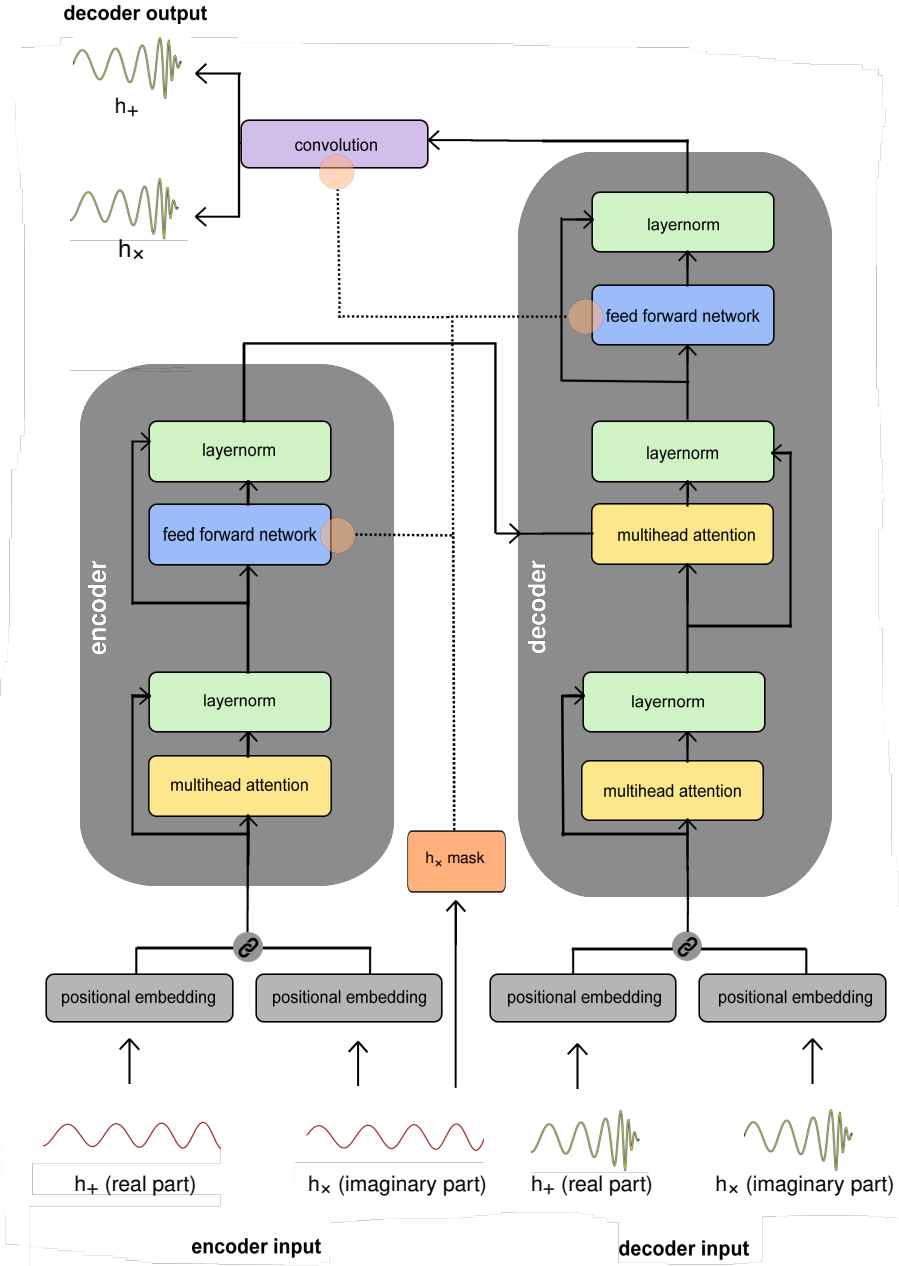 decoder output
h+
convolution
h×
layernorm
feed forward network
layernorm
layernorm
feed forward network
multihead attention
encoder
decoder
layernorm
layernorm
multihead attention
multihead attention
h× mask
positional embedding
positional embedding
positional embedding
positional embedding
h+ (real part)
h× (imaginary part)
h+ (real part)
h× (imaginary part)
encoder input
decoder input